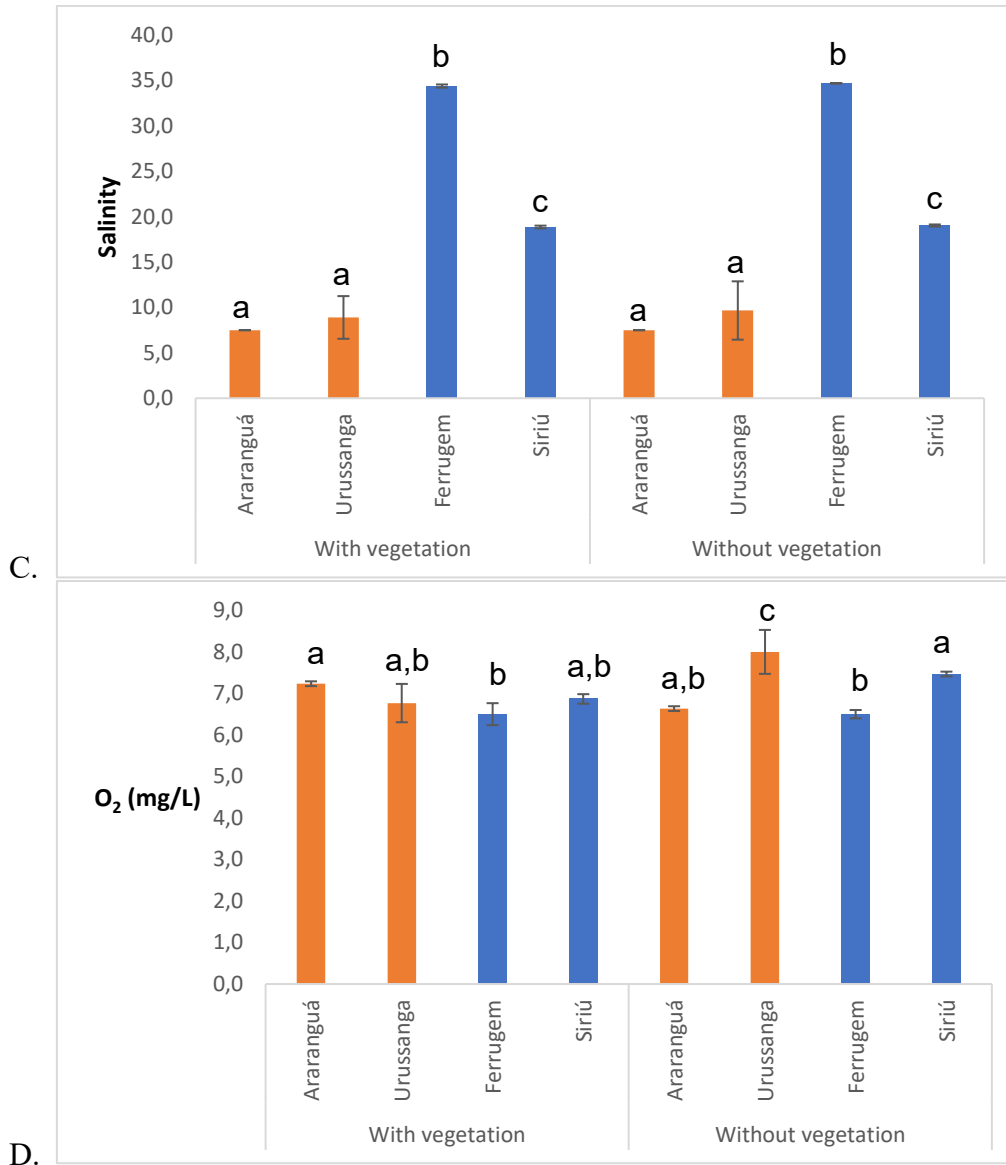 40,0
35,0
30,0
25,0
20,0
15,0
10,0
5,0
0,0
Salinity
a
a
b
c
a
a
b
c
Araranguá
Urussanga
Ferrugem
Siriú
Araranguá
Urussanga
Ferrugem
Siriú
With vegetation
Without vegetation
C.
9,0
8,0
7,0
6,0
5,0
4,0
3,0
2,0
1,0
0,0
O₂ (mg/L)
a
a,b
b
a,b
a,b
c
b
a
Araranguá
Urussanga
Ferrugem
Siriú
Araranguá
Urussanga
Ferrugem
Siriú
With vegetation
Without vegetation
D.